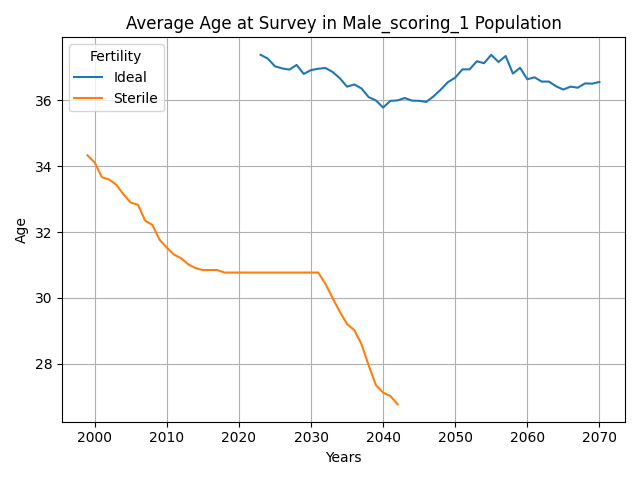 Average Age at Survey in Male_scoring_1 Population
Fertility
Ideal
Sterile
Age
36
34
32
30
28
2000 2010 2020 2030 2040 2050 2060 2070
Years